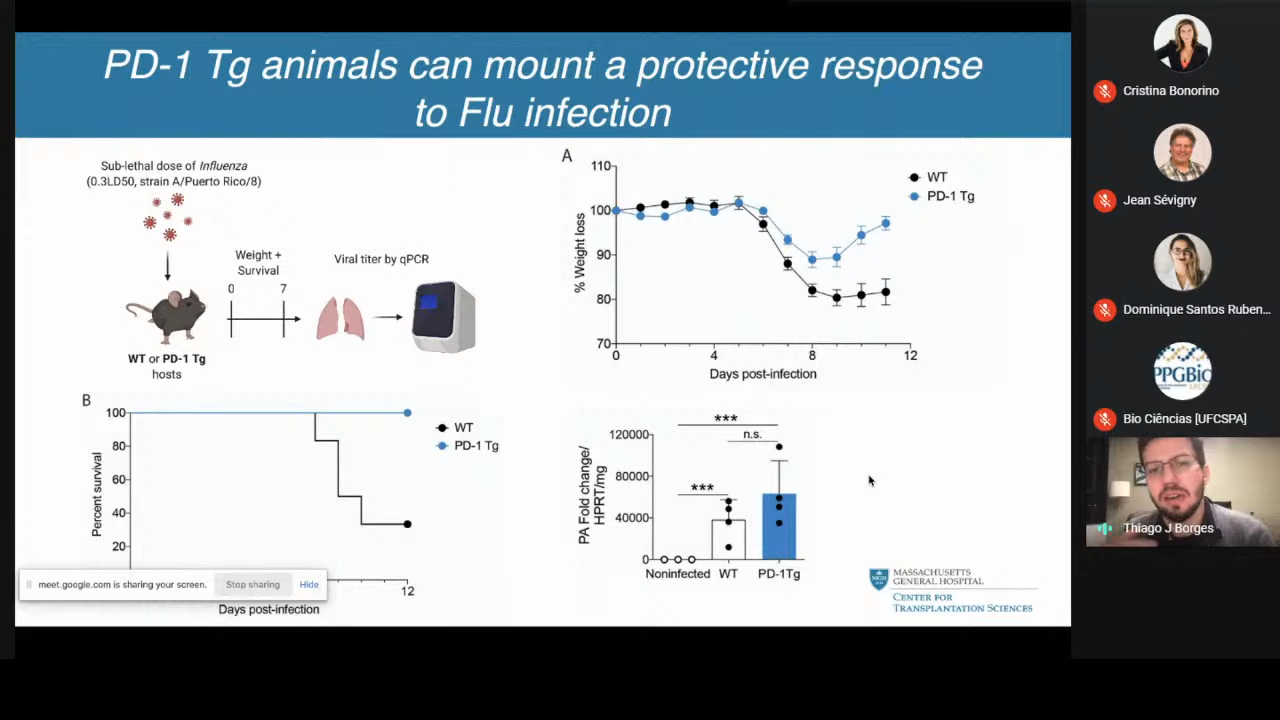 PD-1 Tg animals can mount a protective response
to Flu infection
Sub-lethal dose of Influenza
(0.3LD50, strain A/Puerto Rico/8)
Weight +
Survival
0 7
Viral titer by qPCR
WT or PD-1 Tg
hosts
A
110
100
90
80
70
% Weight loss
0 4 8 12
Days post-infection
WT
PD-1 Tg
B
100
80
60
40
20
Percent survival
12
Days post-infection
WT
PD-1 Tg
meet.google.com is sharing your screen. Stop sharing Hide
120000
80000
40000
0
PA Fold change/
HPRT/mg
***
n.s.
***
Noninfected WT PD-1Tg
MGH
1811
MASSACHUSETTS
GENERAL HOSPITAL
CENTER FOR
TRANSPLANTATION SCIENCES
Cristina Bonorino
Jean Sévigny
Dominique Santos Ruben...
PPGBio
Bio Ciências [UFCSPA]
Thiago J Borges